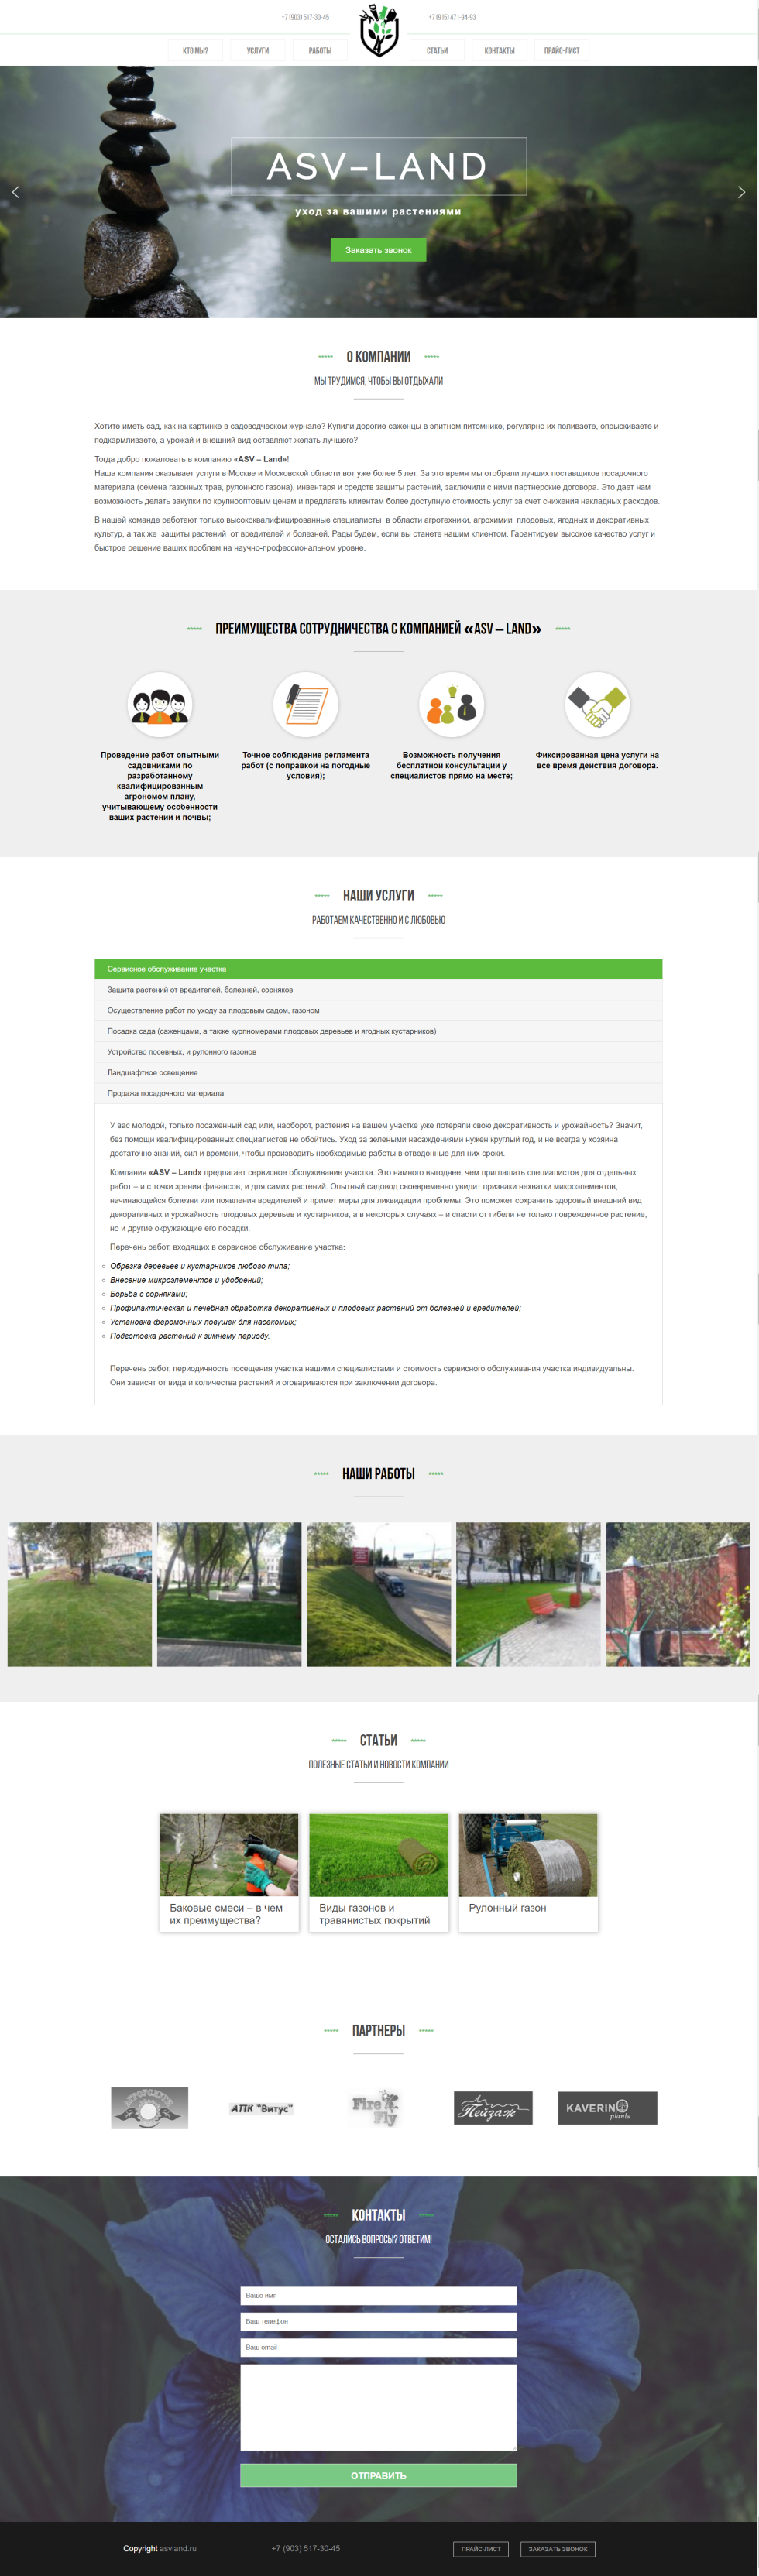 +7 (903) 517-30-45
+7 (915) 471-94-93
КТО МЫ?
УСЛУГИ
РАБОТЫ
СТАТЬИ
КОНТАКТЫ
ПРАЙС-ЛИСТ
ASV–LAND
уход за вашими растениями
Заказать звонок
О КОМПАНИИ
МЫ ТРУДИМСЯ, ЧТОБЫ ВЫ ОТДЫХАЛИ
Хотите иметь сад, как на картинке в садоводческом журнале? Купили дорогие саженцы в элитном питомнике, регулярно их поливаете, опрыскиваете и
подкармливаете, а урожай и внешний вид оставляют желать лучшего?
Тогда добро пожаловать в компанию «ASV – Land»!
Наша компания оказывает услуги в Москве и Московской области вот уже более 5 лет. За это время мы отобрали лучших поставщиков посадочного
материала (семена газонных трав, рулонного газона), инвентаря и средств защиты растений, заключили с ними партнерские договора. Это дает нам
возможность делать закупки по крупнооптовым ценам и предлагать клиентам более доступную стоимость услуг за счет снижения накладных расходов.
В нашей команде работают только высококвалифицированные специалисты в области агротехники, агрохимии плодовых, ягодных и декоративных
культур, а так же защиты растений от вредителей и болезней. Рады будем, если вы станете нашим клиентом. Гарантируем высокое качество услуг и
быстрое решение ваших проблем на научно-профессиональном уровне.
ПРЕИМУЩЕСТВА СОТРУДНИЧЕСТВА С КОМПАНИЕЙ «ASV – LAND»
Проведение работ опытными
садовниками по
разработанному
квалифицированным
агрономом плану,
учитывающему особенности
ваших растений и почвы;
Точное соблюдение регламента
работ (с поправкой на погодные
условия);
Возможность получения
бесплатной консультации у
специалистов прямо на месте;
Фиксированная цена услуги на
все время действия договора.
НАШИ УСЛУГИ
РАБОТАЕМ КАЧЕСТВЕННО И С ЛЮБОВЬЮ
Сервисное обслуживание участка
Защита растений от вредителей, болезней, сорняков
Осуществление работ по уходу за плодовым садом, газоном
Посадка сада (саженцами, а также курпномерами плодовых деревьев и ягодных кустарников)
Устройство посевных, и рулонного газонов
Ландшафтное освещение
Продажа посадочного материала
У вас молодой, только посаженный сад или, наоборот, растения на вашем участке уже потеряли свою декоративность и урожайность? Значит,
без помощи квалифицированных специалистов не обойтись. Уход за зелеными насаждениями нужен круглый год, и не всегда у хозяина
достаточно знаний, сил и времени, чтобы производить необходимые работы в отведенные для них сроки.
Компания «ASV – Land» предлагает сервисное обслуживание участка. Это намного выгоднее, чем приглашать специалистов для отдельных
работ – и с точки зрения финансов, и для самих растений. Опытный садовод своевременно увидит признаки нехватки микроэлементов,
начинающейся болезни или появления вредителей и примет меры для ликвидации проблемы. Это поможет сохранить здоровый внешний вид
декоративных и урожайность плодовых деревьев и кустарников, а в некоторых случаях – и спасти от гибели не только поврежденное растение,
но и другие окружающие его посадки.
Перечень работ, входящих в сервисное обслуживание участка:
Обрезка деревьев и кустарников любого типа;
Внесение микроэлементов и удобрений;
Борьба с сорняками;
Профилактическая и лечебная обработка декоративных и плодовых растений от болезней и вредителей;
Установка феромонных ловушек для насекомых;
Подготовка растений к зимнему периоду.
Перечень работ, периодичность посещения участка нашими специалистами и стоимость сервисного обслуживания участка индивидуальны.
Они зависят от вида и количества растений и оговариваются при заключении договора.
НАШИ РАБОТЫ
СТАТЬИ
ПОЛЕЗНЫЕ СТАТЬИ И НОВОСТИ КОМПАНИИ
Баковые смеси – в чем
их преимущества?
Виды газонов и
травянистых покрытий
Рулонный газон
ПАРТНЕРЫ
АПК "Витус"
Fire Fly
Пейзаж
KAVERINO
plants
КОНТАКТЫ
ОСТАЛИСЬ ВОПРОСЫ? ОТВЕТИМ!
Ваше имя
Ваш телефон
Ваш email
ОТПРАВИТЬ
Copyright asvland.ru
+7 (903) 517-30-45
ПРАЙС-ЛИСТ
ЗАКАЗАТЬ ЗВОНОК